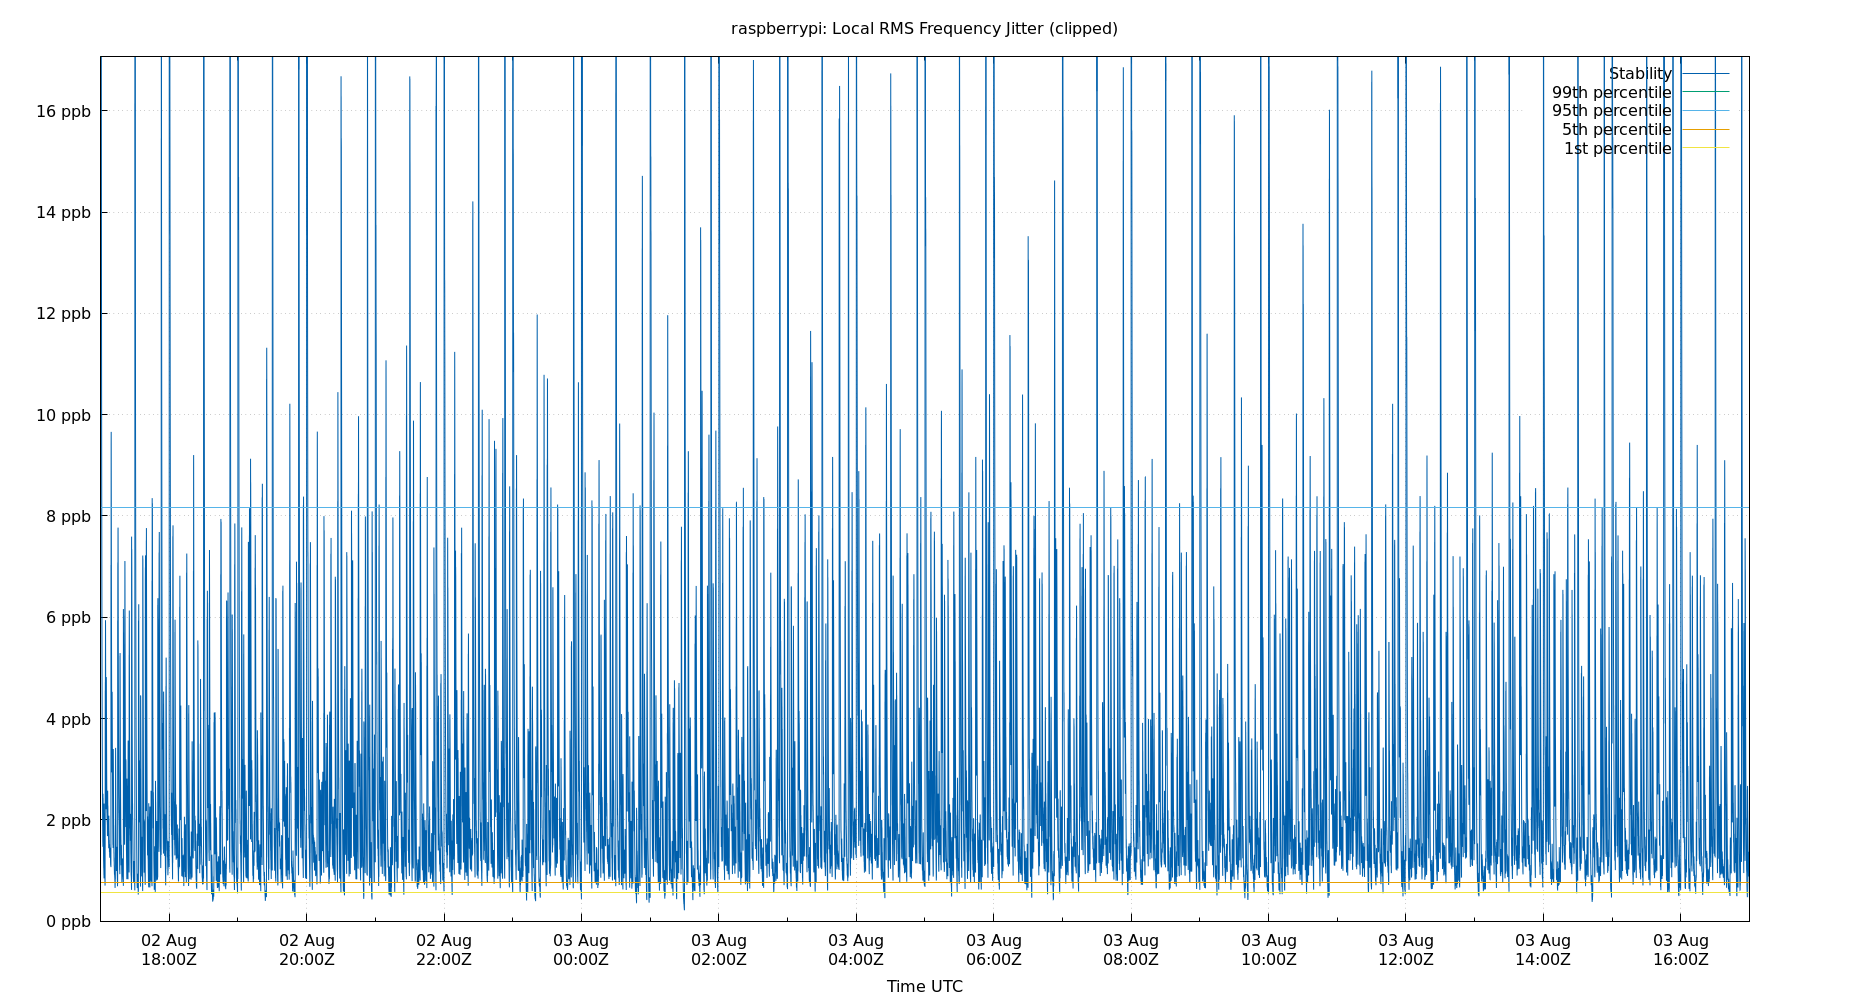 raspberrypi: Local RMS Frequency Jitter (clipped)
Stability
99th percentile
95th percentile
5th percentile
1st percentile
16 ppb
14 ppb
12 ppb
10 ppb
8 ppb
6 ppb
4 ppb
2 ppb
0 ppb
02 Aug 02 Aug 02 Aug 03 Aug 03 Aug 03 Aug 03 Aug 03 Aug 03 Aug 03 Aug 03 Aug 03 Aug
18:00Z 20:00Z 22:00Z 00:00Z 02:00Z 04:00Z 06:00Z 08:00Z 10:00Z 12:00Z 14:00Z 16:00Z
Time UTC